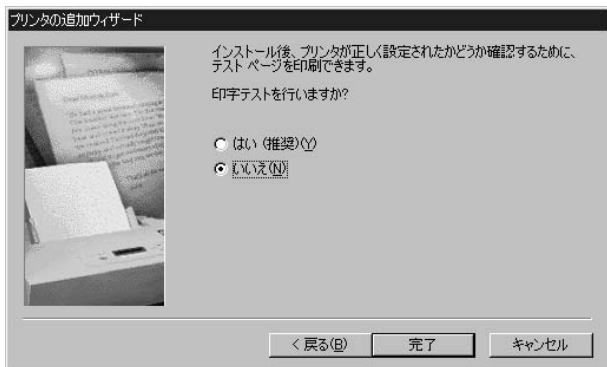 プリンタの追加ウィザード
インストール後、プリンタが正しく設定されたかどうか確認するために、
テスト ページを印刷できます。
印字テストを行いますか?
はい (推奨)(Y)
いいえ(N)
< 戻る(B)
完了
キャンセル